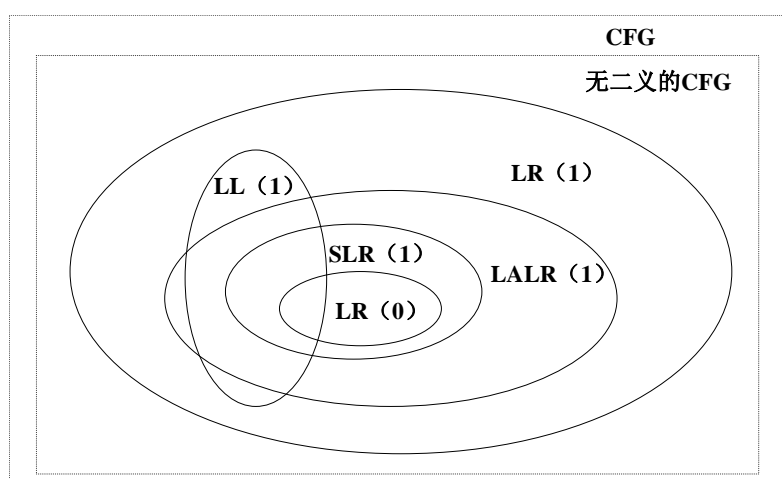 CFG
无二义的CFG
LR（1）
LL（1）
SLR（1）
LALR（1）
LR（0）